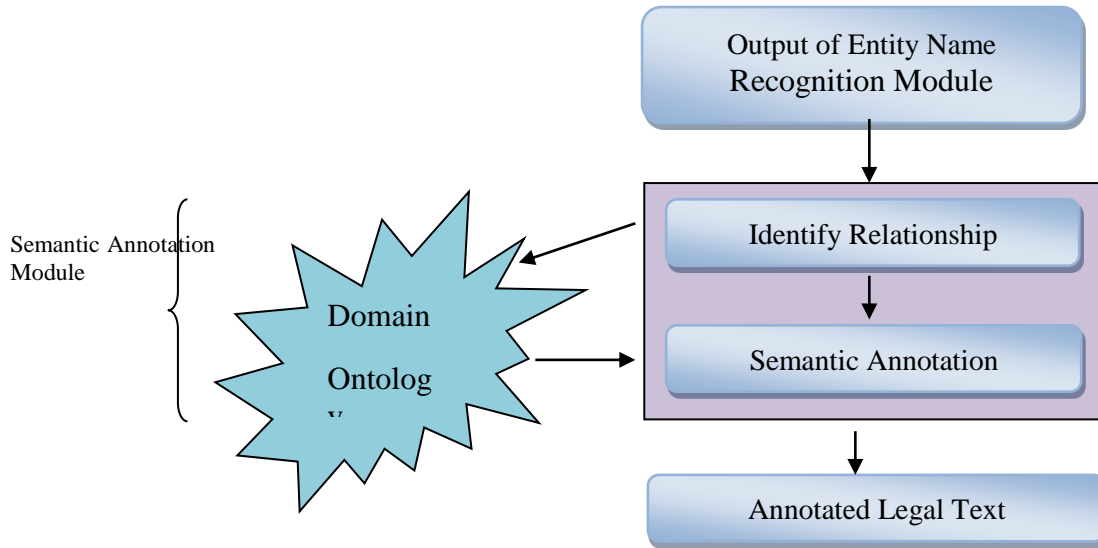 Output of Entity Name
Recognition Module
Identify Relationship
Semantic Annotation
Module
Domain
Ontolog
y
Semantic Annotation
Annotated Legal Text